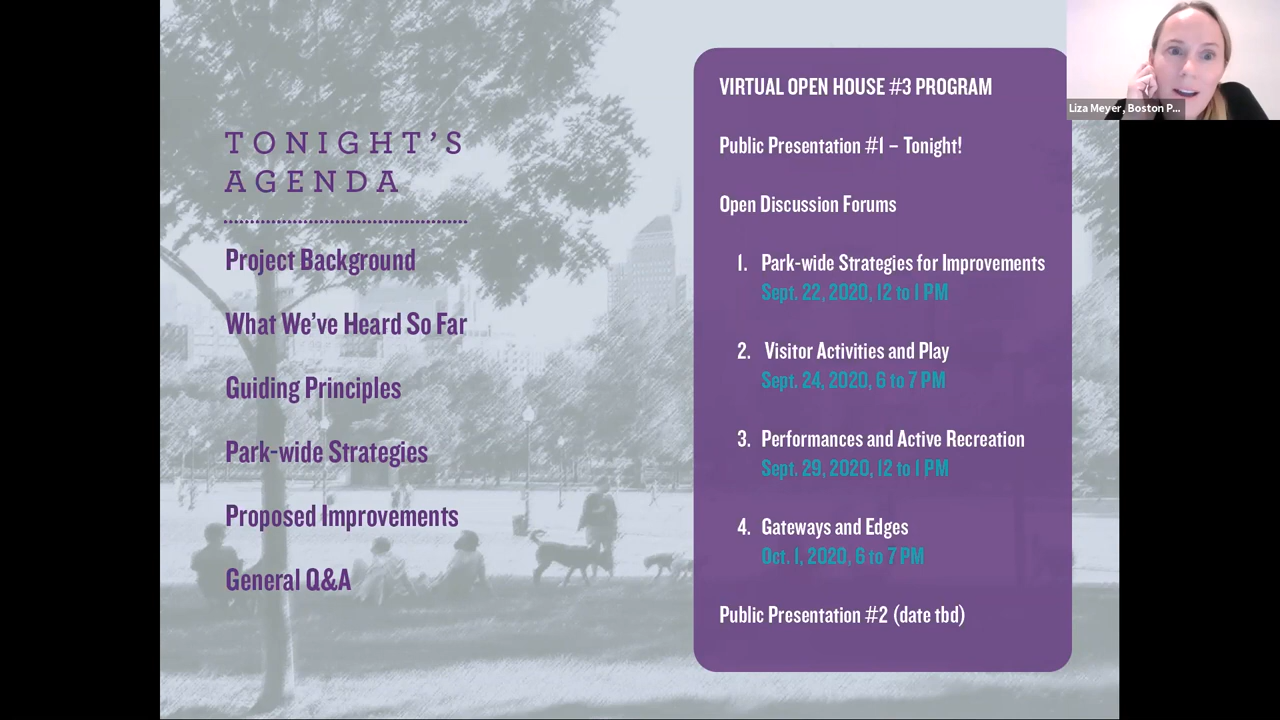 TONIGHT'S
AGENDA
Project Background
What We've Heard So Far
Guiding Principles
Park-wide Strategies
Proposed Improvements
General Q&A
VIRTUAL OPEN HOUSE #3 PROGRAM
Public Presentation #1 – Tonight!
Open Discussion Forums
1. Park-wide Strategies for Improvements
Sept. 22, 2020, 12 to 1 PM
2. Visitor Activities and Play
Sept. 24, 2020, 6 to 7 PM
3. Performances and Active Recreation
Sept. 29, 2020, 12 to 1 PM
4. Gateways and Edges
Oct. 1, 2020, 6 to 7 PM
Public Presentation #2 (date tbd)
Liza Meyer, Boston P...